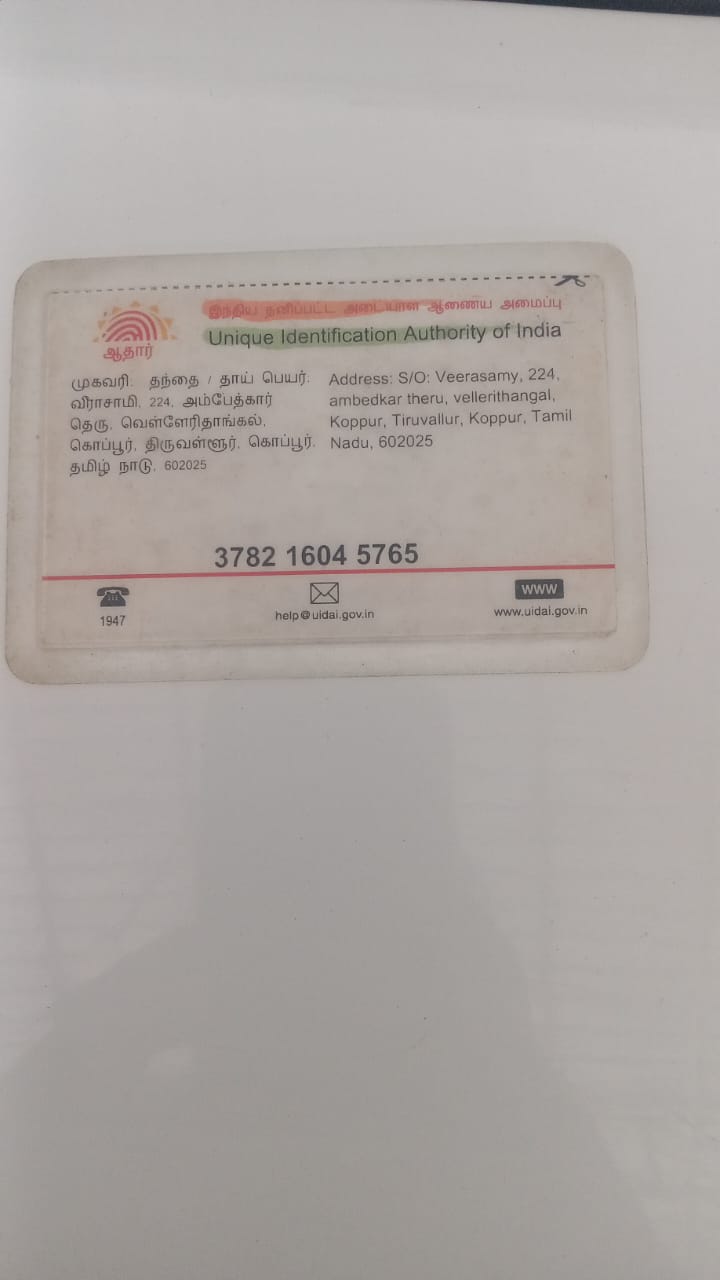 இந்திய தனிப்பட்ட அடையாள ஆணைய அமைப்பு
Unique Identification Authority of India
ஆதார்
முகவரி: தந்தை / தாய் பெயர்:
வீராசாமி, 224, அம்பேத்கார்
தெரு, வெள்ளேரிதாங்கல்,
கொப்பூர், திருவள்ளூர், கொப்பூர்,
தமிழ் நாடு, 602025
Address: S/O: Veerasamy, 224,
ambedkar theru, vellerithangal,
Koppur, Tiruvallur, Koppur, Tamil
Nadu, 602025
3782 1604 5765
1947
help@uidai.gov.in
www
www.uidai.gov.in